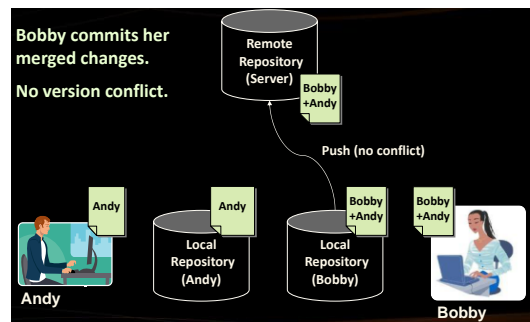 Bobby commits her
merged changes.
No version conflict.
Remote
Repository
(Server)
Bobby
+Andy
Push (no conflict)
Andy
Andy
Bobby
+Andy
Bobby
+Andy
Local
Repository
(Andy)
Local
Repository
(Bobby)
Andy
Bobby